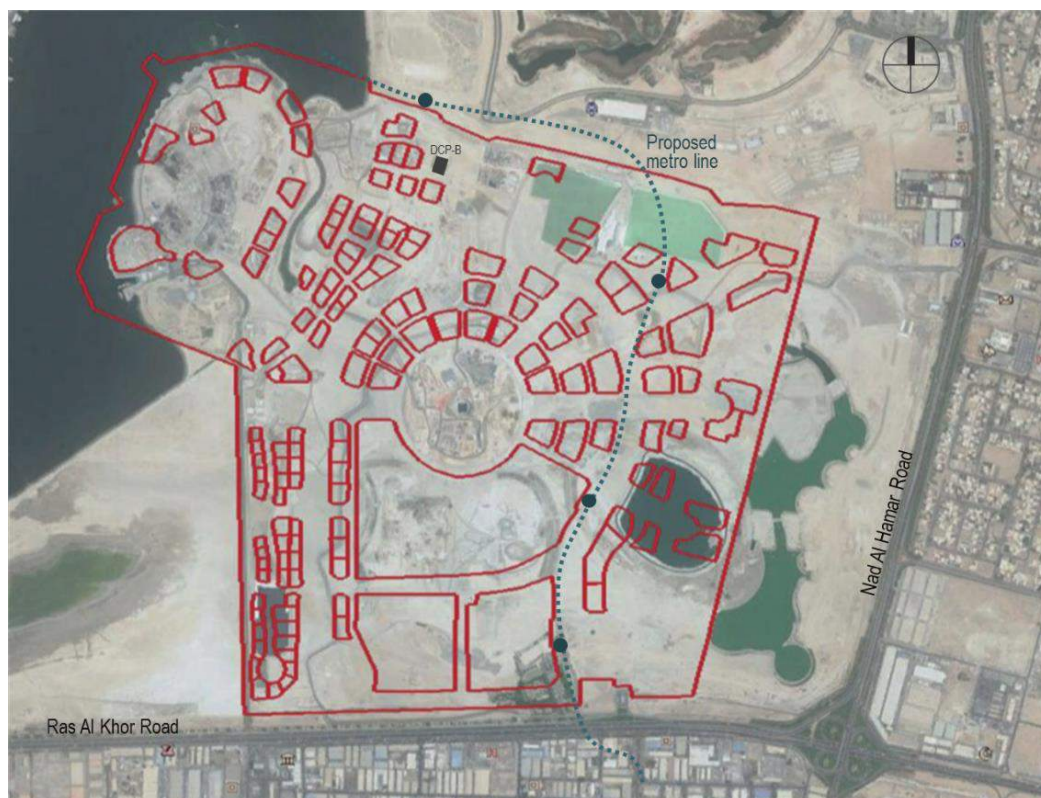 Proposed
metro line
DCP-B
Nad Al Hamar Road
Ras Al Khor Road